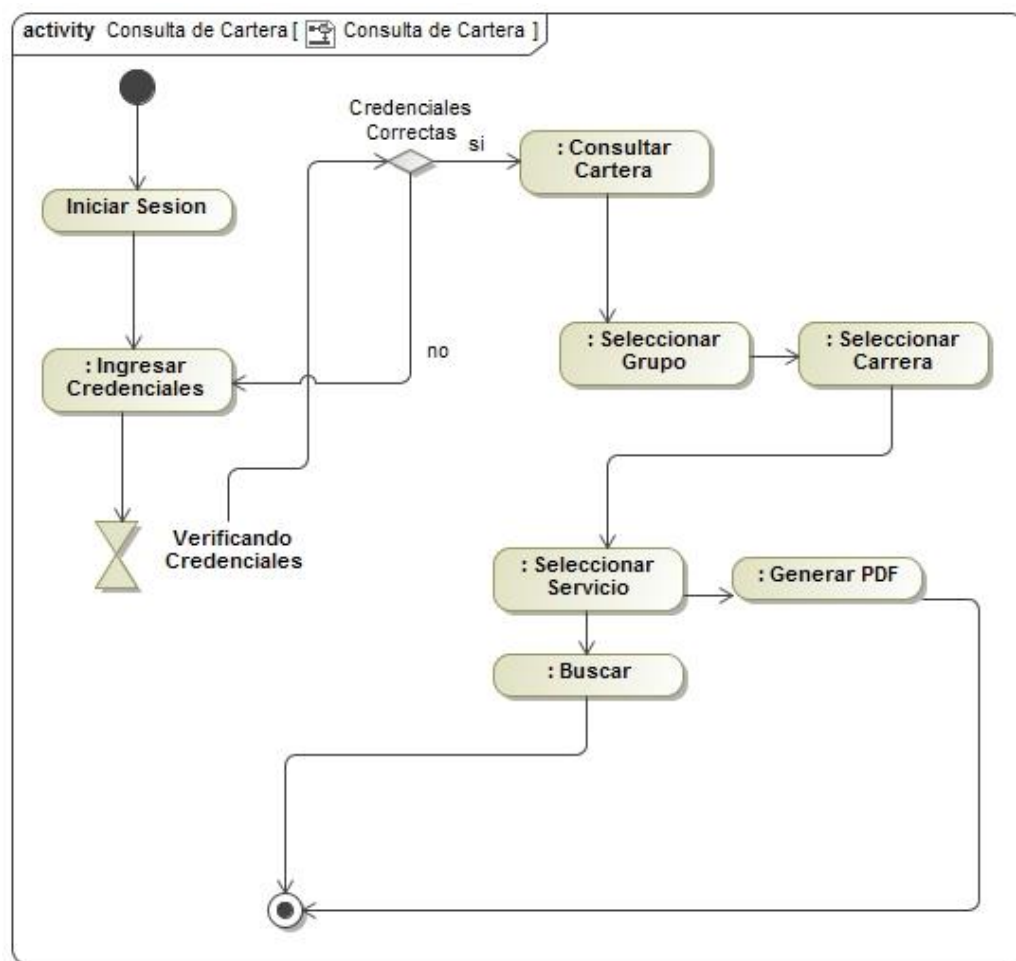 activity Consulta de Cartera [ Consulta de Cartera ]
Credenciales
Correctas
si
: Consultar
Cartera
Iniciar Sesion
no
: Ingresar
Credenciales
: Seleccionar
Grupo
: Seleccionar
Carrera
Verificando
Credenciales
: Seleccionar
Servicio
: Generar PDF
: Buscar